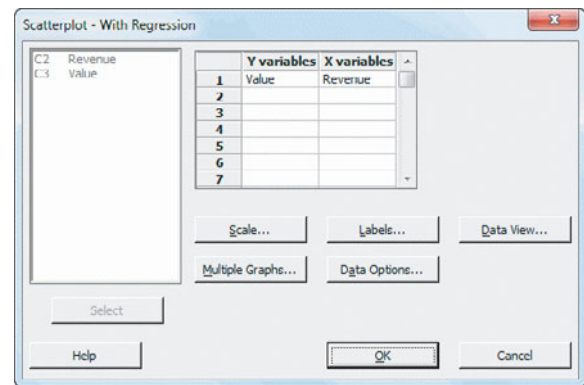 Scatterplot - With Regression
C2 Revenue
C3 Value
Y variables X variables
1 Value Revenue
2
3
4
5
6
7
Scale... Labels... Data View...
Multiple Graphs... Data Options...
Select
Help OK Cancel